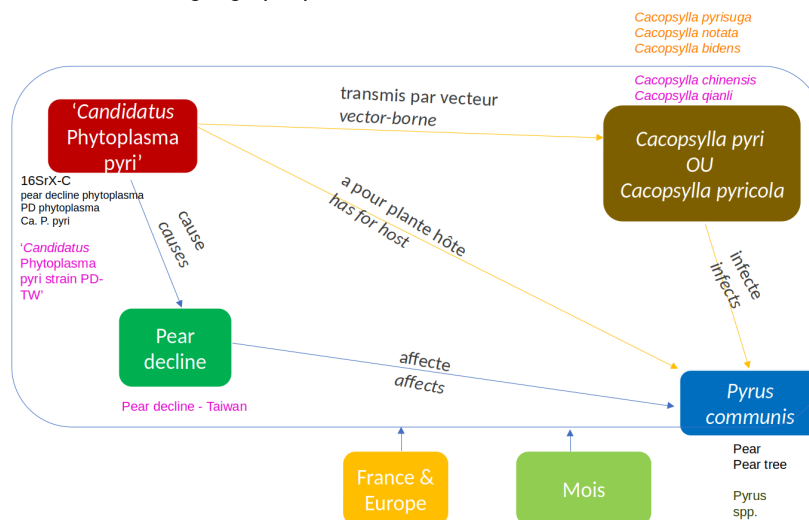 Cacopsylla pyrisuga
Cacopsylla notata
Cacopsylla bidens
Cacopsylla chinensis
Cacopsylla qianli
'Candidatus
Phytoplasma
pyri'
transmis par vecteur
vector-borne
Cacopsylla pyri
OU
Cacopsylla pyricola
16SrX-C
pear decline phytoplasma
PD phytoplasma
Ca. P. pyri
'Candidatus
Phytoplasma
pyri strain PD-
TW'
cause
causes
a pour plante hôte
has for host
infecte
infects
Pear
decline
affecte
affects
Pear decline - Taiwan
Pyrus
communis
Pear
Pear tree
Pyrus
spp.
France &
Europe
Mois